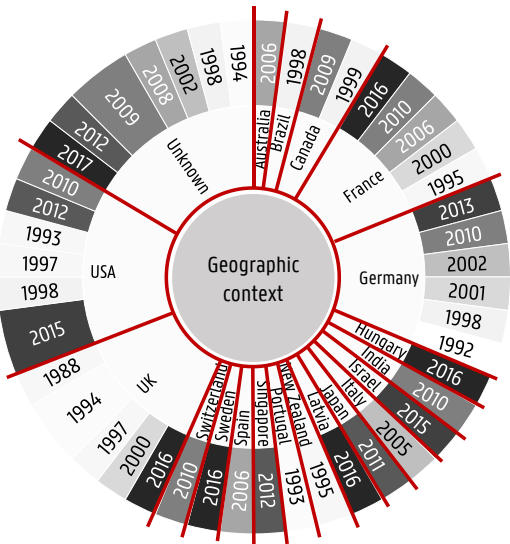 Geographic
context
Australia
2006
Brazil
1998
Canada
2009
1999
France
2016
2010
2006
2000
1995
Germany
2013
2010
2002
2001
1998
1992
Hungary
2016
India
2010
Israel
2015
Italy
2005
Japan
2011
Latvia
2016
New Zealand
1995
Portugal
1993
Singapore
2012
Spain
2006
Sweden
2016
Switzerland
2010
UK
2016
2000
1997
1994
1988
USA
2015
1998
1997
1993
2012
2010
Unknown
2017
2012
2009
2008
2002
1998
1994